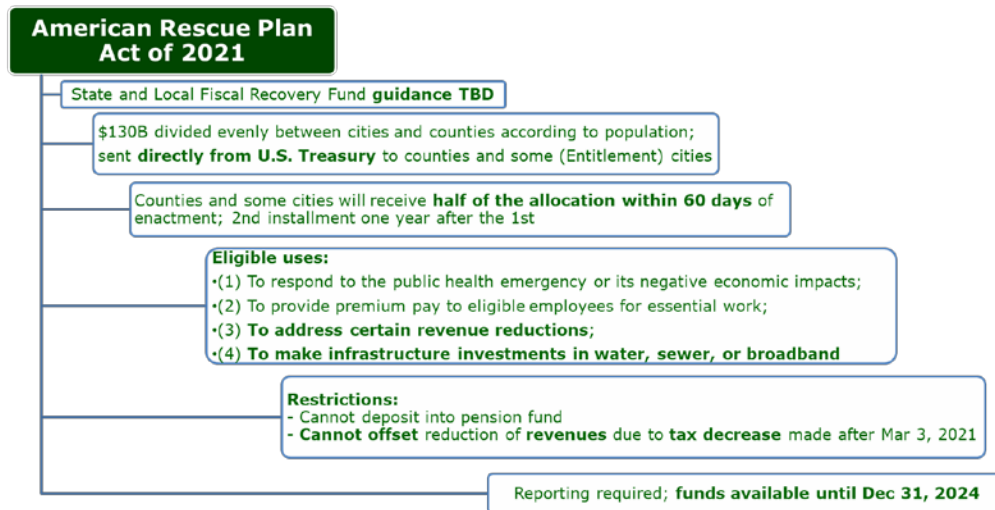 American Rescue Plan
Act of 2021
State and Local Fiscal Recovery Fund guidance TBD
$130B divided evenly between cities and counties according to population;
sent directly from U.S. Treasury to counties and some (Entitlement) cities
Counties and some cities will receive half of the allocation within 60 days of
enactment; 2nd installment one year after the 1st
Eligible uses:
•(1) To respond to the public health emergency or its negative economic impacts;
•(2) To provide premium pay to eligible employees for essential work;
•(3) To address certain revenue reductions;
•(4) To make infrastructure investments in water, sewer, or broadband
Restrictions:
- Cannot deposit into pension fund
- Cannot offset reduction of revenues due to tax decrease made after Mar 3, 2021
Reporting required; funds available until Dec 31, 2024